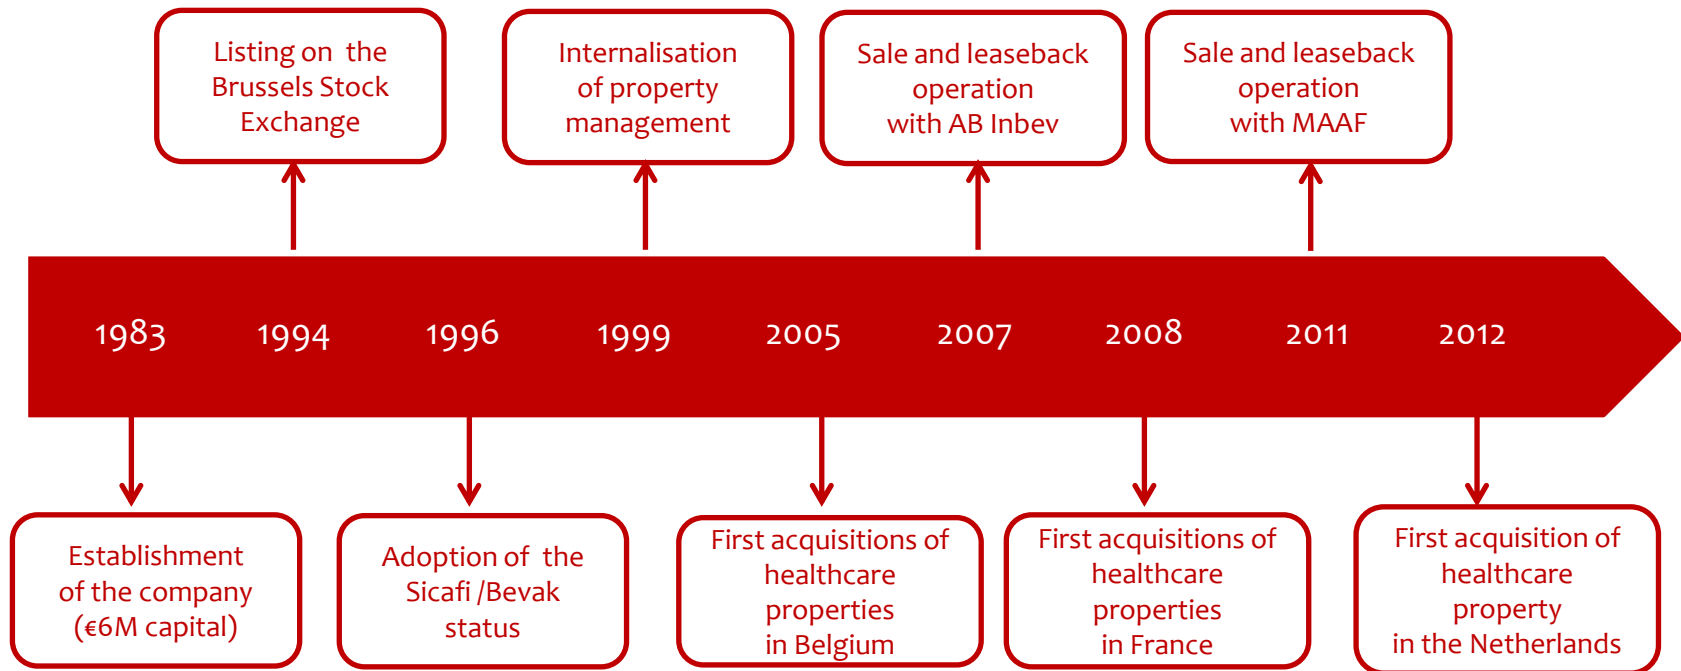 Listing on the
Brussels Stock
Exchange
Internalisation
of property
management
Sale and leaseback
operation
with AB Inbev
Sale and leaseback
operation
with MAAF
1983
1994
1996
1999
2005
2007
2008
2011
2012
Establishment
of the company
(€6M capital)
Adoption of the
Sicafi /Bevak
status
First acquisitions of
healthcare
properties
in Belgium
First acquisitions of
healthcare
properties
in France
First acquisition of
healthcare
property
in the Netherlands